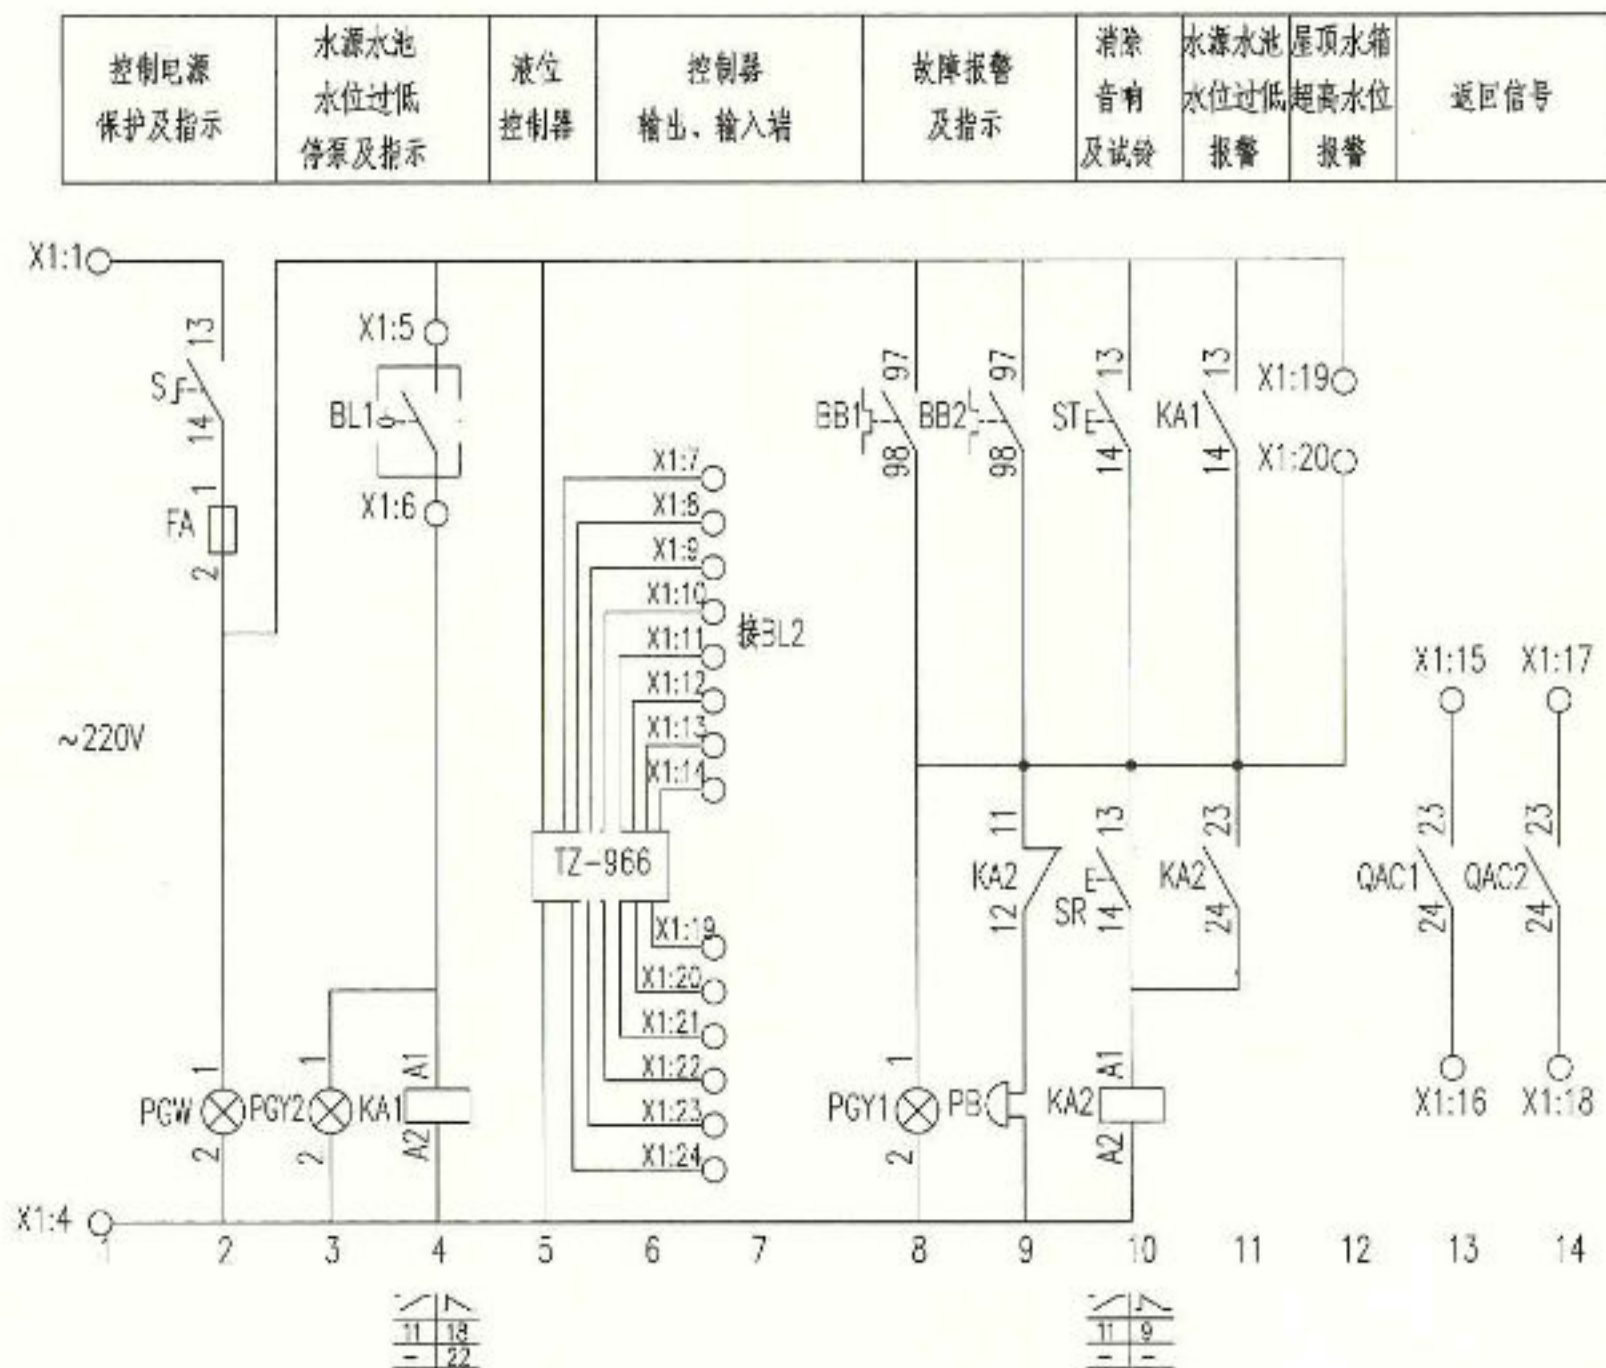 控制电源
保护及指示
水源水池
水位过低
停泵及指示
液位
控制器
控制器
输出、输入端
故障报警
及指示
消除
音响
及试铃
水源水池
水位过低
报警
屋顶水箱
超高水位
报警
返回信号
X1:1
13
S
14
1
FA
2
~220V
X1:5
BL1
X1:6
X1:7
X1:8
X1:9
X1:10
X1:11
接BL2
X1:12
X1:13
X1:14
TZ-966
X1:19
X1:20
X1:21
X1:22
X1:23
X1:24
97
BB1
98
97
BB2
98
13
ST
14
13
KA1
14
X1:19
X1:20
11
KA2
12
13
SR
14
23
KA2
24
X1:15
23
QAC1
24
X1:16
X1:17
23
QAC2
24
X1:18
1
PGW
2
1
PGY2
2
A1
KA1
A2
1
PGY1
2
PB
A1
KA2
A2
X1:4
1 2 3 4 5 6 7 8 9 10 11 12 13 14
11 18
- 22
11 9
- -